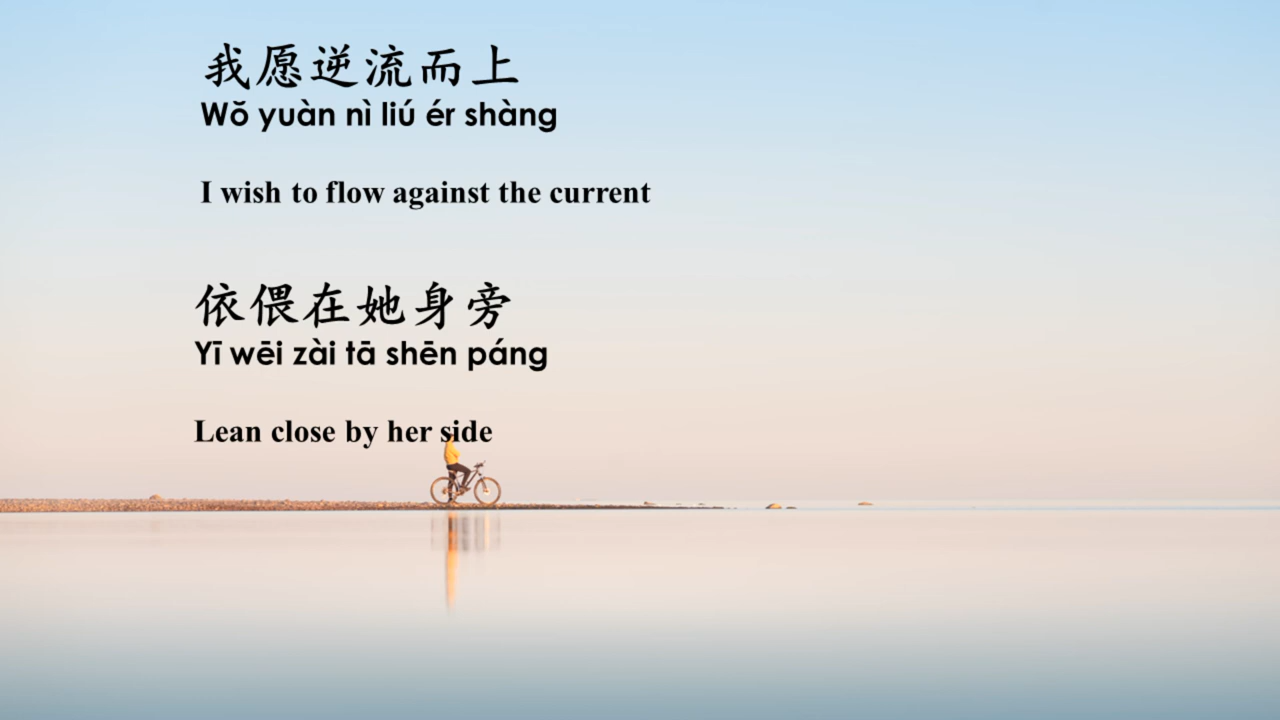 我愿逆流而上
Wǒ yuàn nì liú ér shàng
I wish to flow against the current
依偎在她身旁
Yī wēi zài tā shēn páng
Lean close by her side